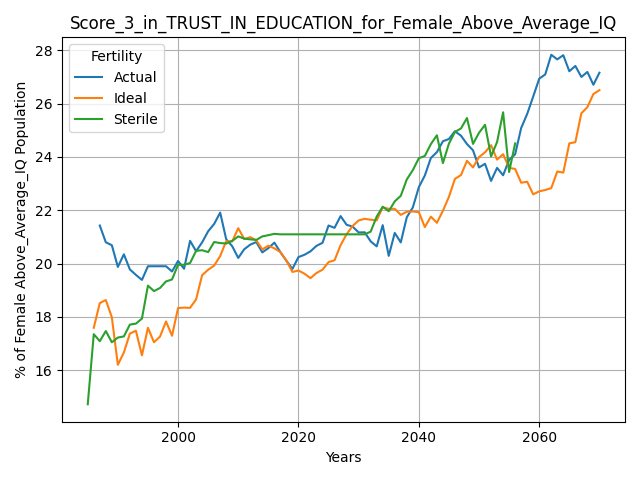 Score_3_in_TRUST_IN_EDUCATION_for_Female_Above_Average_IQ
% of Female Above_Average_IQ Population
28
26
24
22
20
18
16
Fertility
Actual
Ideal
Sterile
2000
2020
2040
2060
Years